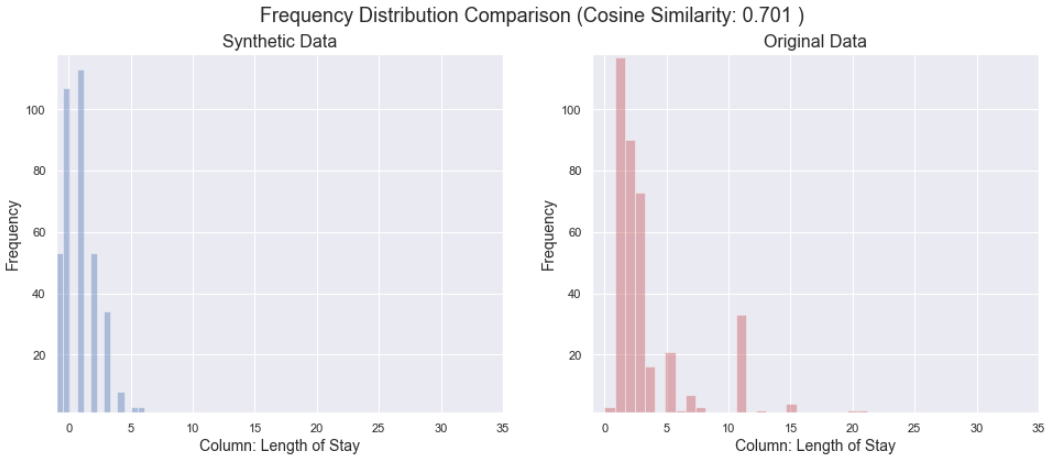 Frequency Distribution Comparison (Cosine Similarity: 0.701 )
Synthetic Data
Original Data
Frequency
100
80
60
40
20
0 5 10 15 20 25 30 35
Column: Length of Stay
Frequency
100
80
60
40
20
0 5 10 15 20 25 30 35
Column: Length of Stay